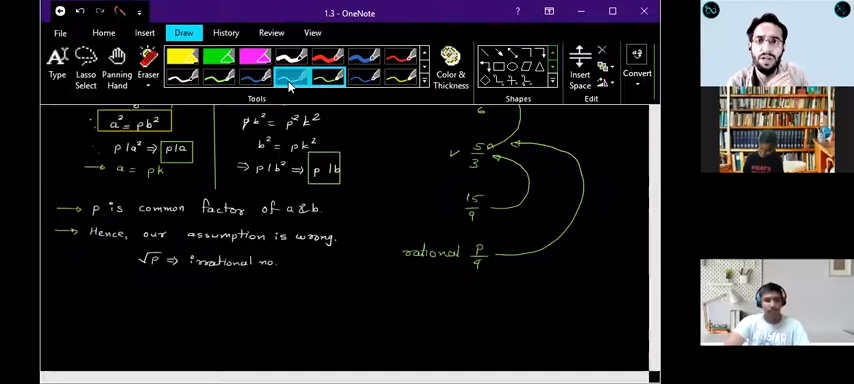 1.3 - OneNote
File Home Insert Draw History Review View
Type Lasso Select Panning Hand Eraser Color & Thickness Insert Space Convert
Tools Shapes Edit
a² = pb²
∴ p|a² ⇒ p|a
→ a = pk
pb² = p²k²
b² = pk²
⇒ p|b² ⇒ p|b
→ p is common factor of a & b.
→ Hence, our assumption is wrong.
√p ⇒ irrational no.
6
✓ 5/3
15/9
rational p/q